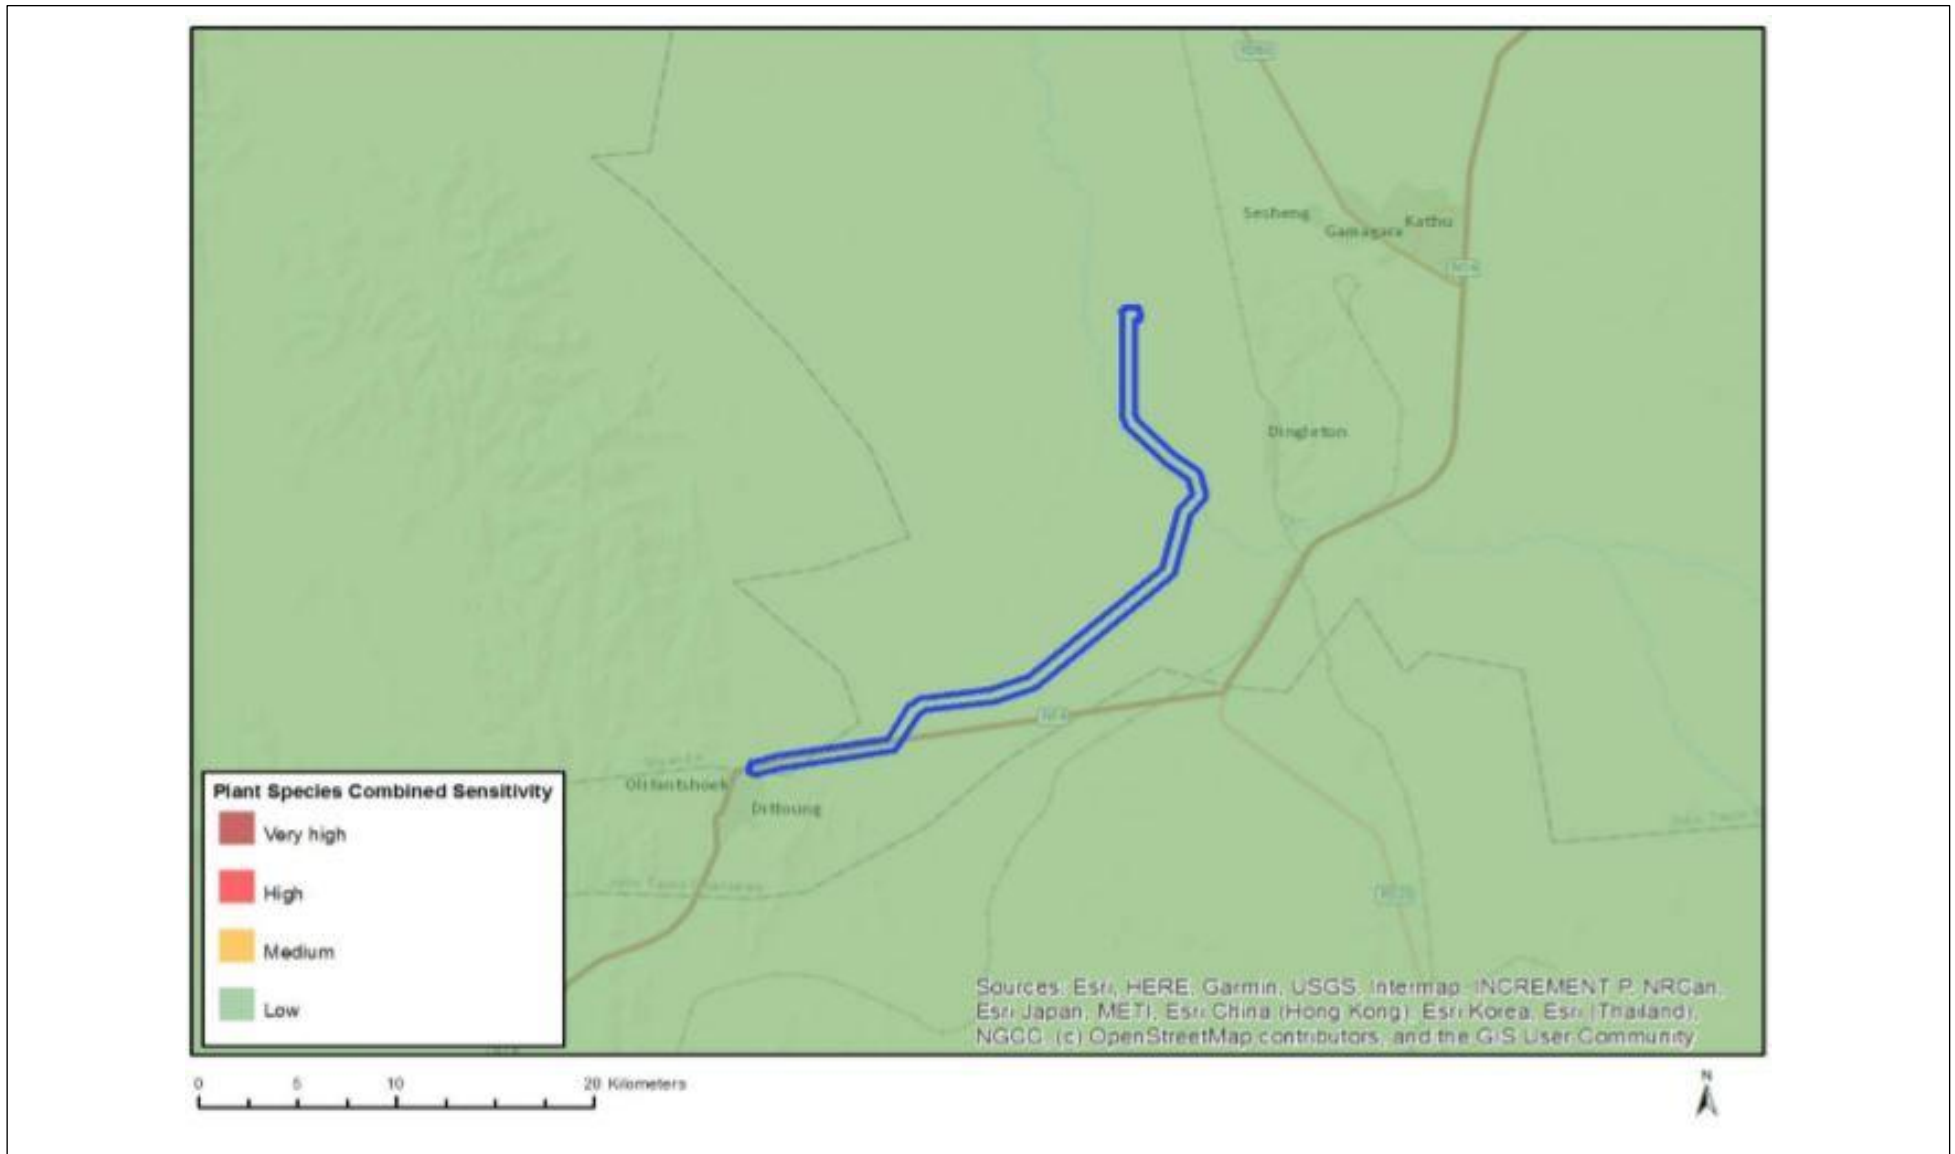 Sesheng
Kathu
Gamagara
N14
Dinglerton
N14
Olifantshoek
Ditloung
Plant Species Combined Sensitivity
Very high
High
Medium
Low
Sources: Esri, HERE, Garmin, USGS, Intermap, INCREMENT P, NRCan,
Esri Japan, METI, Esri China (Hong Kong), Esri Korea, Esri (Thailand),
NGCC, (c) OpenStreetMap contributors, and the GIS User Community
0 5 10 20 Kilometers
N